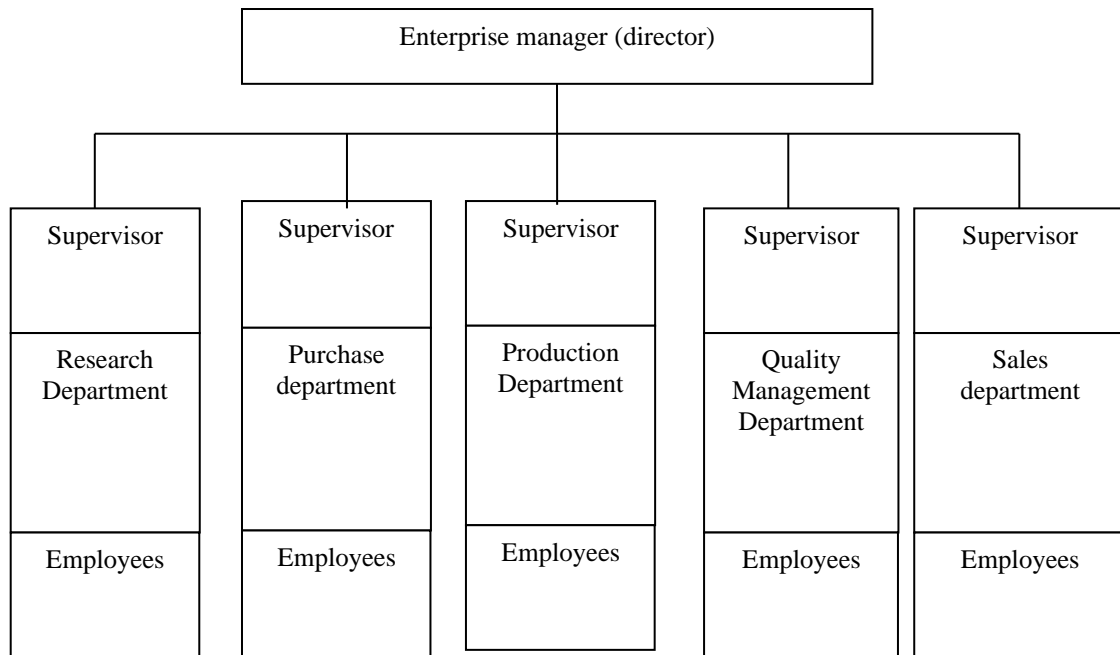 Enterprise manager (director)
Supervisor
Research
Department
Employees
Supervisor
Purchase
department
Employees
Supervisor
Production
Department
Employees
Supervisor
Quality
Management
Department
Employees
Supervisor
Sales
department
Employees